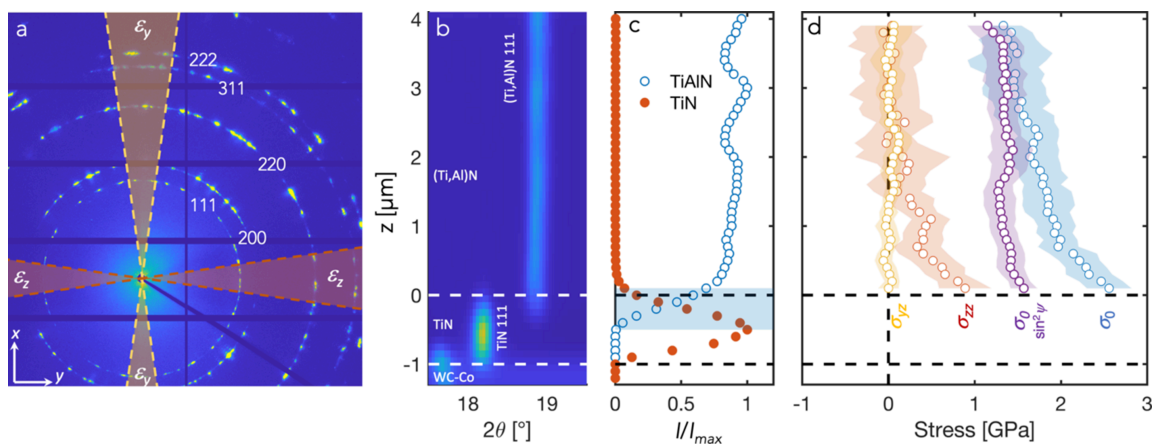 a
εy
222
311
220
111
200
εz
εz
εy
x
y
b
4
3
2
1
0
-1
z [µm]
(Ti,Al)N 111
(Ti,Al)N
TiN
TiN 111
WC-Co
18
19
2θ [°]
c
TiAlN
TiN
0
0.5
1
I/Imax
d
σyz
σzz
σ0
sin²ψ
σ0
-1
0
1
2
3
Stress [GPa]